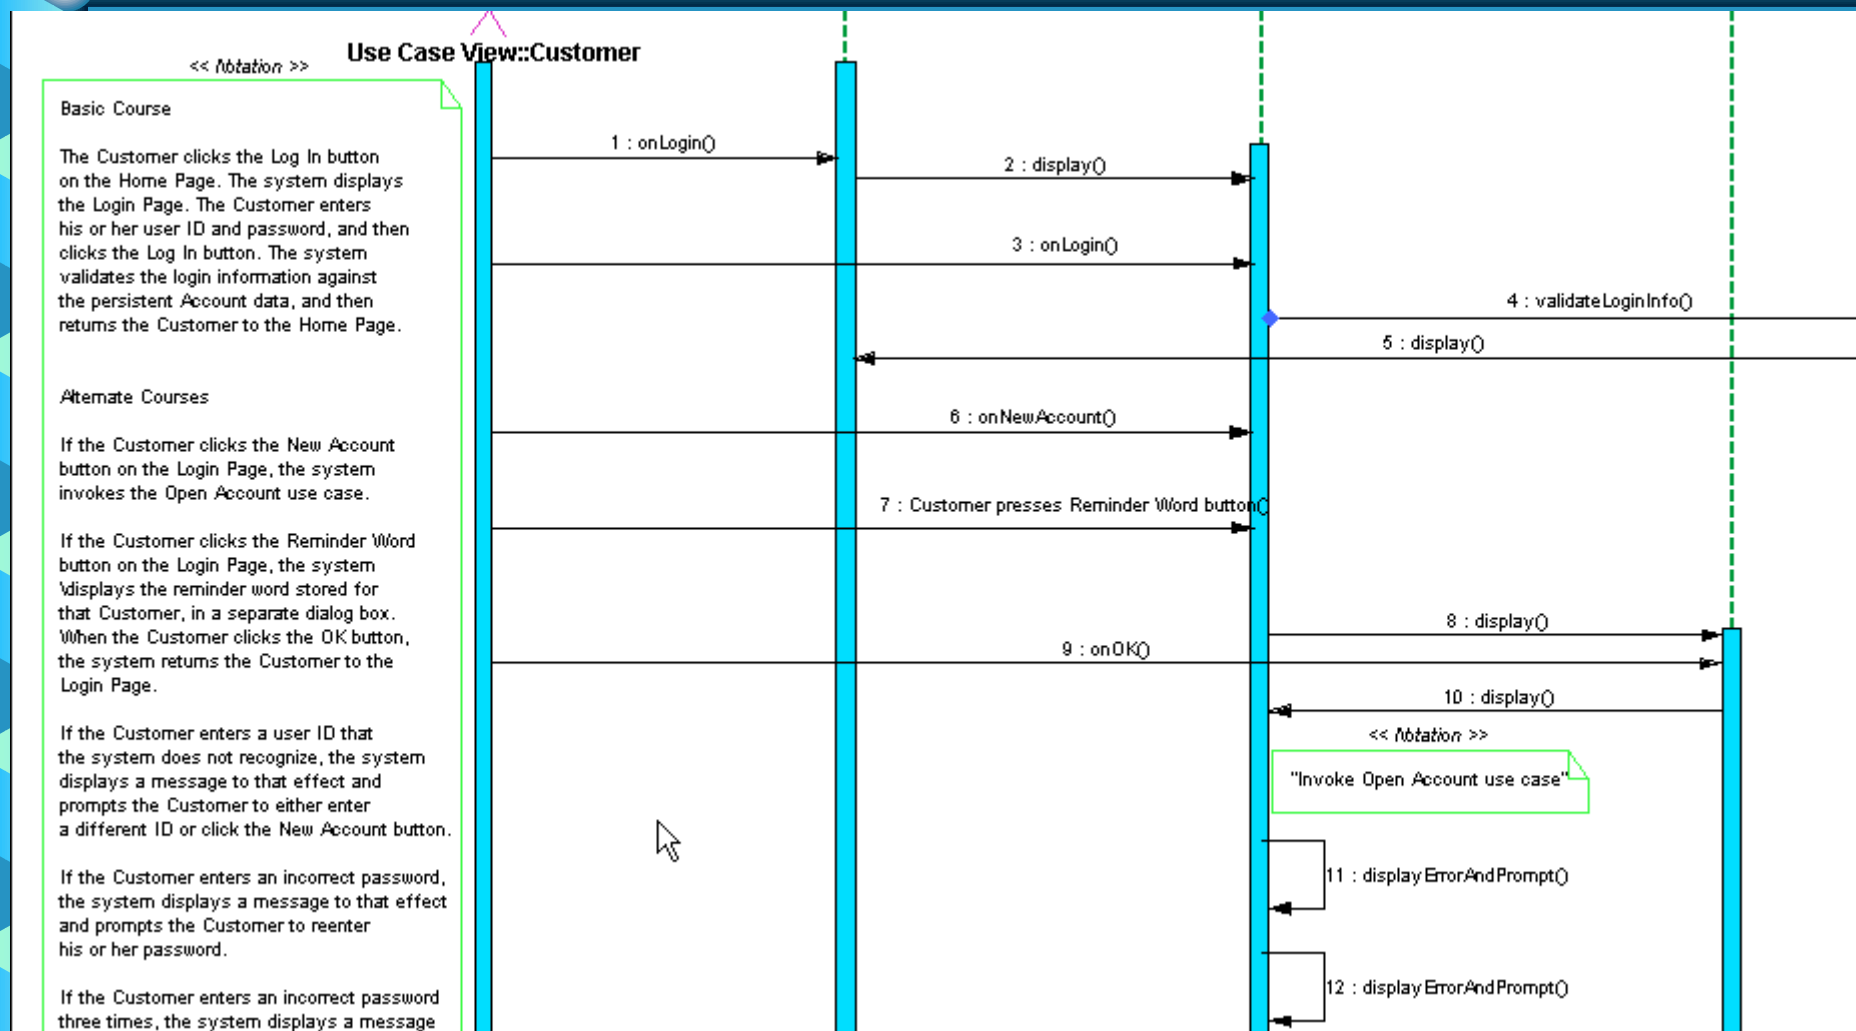 Use Case View::Customer
<< Notation >>
Basic Course
The Customer clicks the Log In button
on the Home Page. The system displays
the Login Page. The Customer enters
his or her user ID and password, and then
clicks the Log In button. The system
validates the login information against
the persistent Account data, and then
returns the Customer to the Home Page.
Alternate Courses
If the Customer clicks the New Account
button on the Login Page, the system
invokes the Open Account use case.
If the Customer clicks the Reminder Word
button on the Login Page, the system
\displays the reminder word stored for
that Customer, in a separate dialog box.
When the Customer clicks the OK button,
the system returns the Customer to the
Login Page.
If the Customer enters a user ID that
the system does not recognize, the system
displays a message to that effect and
prompts the Customer to either enter
a different ID or click the New Account button.
If the Customer enters an incorrect password,
the system displays a message to that effect
and prompts the Customer to reenter
his or her password.
If the Customer enters an incorrect password
three times, the system displays a message
1 : onLogin()
2 : display()
3 : onLogin()
4 : validateLoginInfo()
5 : display()
6 : onNewAccount()
7 : Customer presses Reminder Word button()
8 : display()
9 : onOK()
10 : display()
<< Notation >>
"Invoke Open Account use case"
11 : displayErrorAndPrompt()
12 : displayErrorAndPrompt()